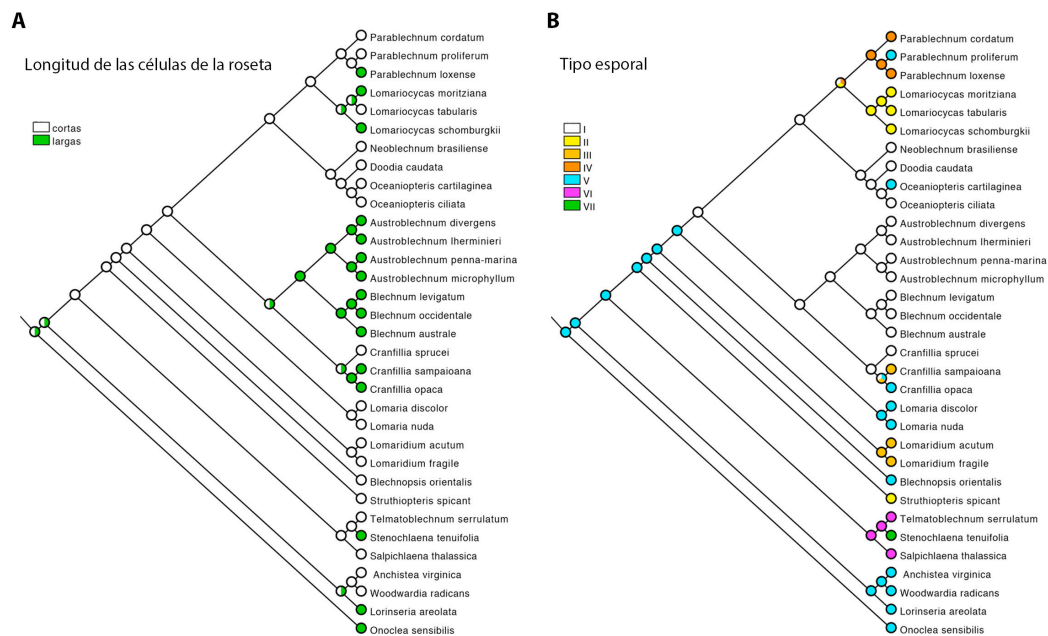 A
Longitud de las células de la roseta
cortas
largas
Parablechnum cordatum
Parablechnum proliferum
Parablechnum loxense
Lomariocycas moritziana
Lomariocycas tabularis
Lomariocycas schomburgkii
Neoblechnum brasiliense
Doodia caudata
Oceaniopteris cartilaginea
Oceaniopteris ciliata
Austroblechnum divergens
Austroblechnum lherminieri
Austroblechnum penna-marina
Austroblechnum microphyllum
Blechnum levigatum
Blechnum occidentale
Blechnum australe
Cranfillia sprucei
Cranfillia sampaioana
Cranfillia opaca
Lomaria discolor
Lomaria nuda
Lomaridium acutum
Lomaridium fragile
Blechnopsis orientalis
Struthiopteris spicant
Telmatoblechnum serrulatum
Stenochlaena tenuifolia
Salpichlaena thalassica
Anchistea virginica
Woodwardia radicans
Lorinseria areolata
Onoclea sensibilis
B
Tipo esporal
I
II
III
IV
V
VI
VII
Parablechnum cordatum
Parablechnum proliferum
Parablechnum loxense
Lomariocycas moritziana
Lomariocycas tabularis
Lomariocycas schomburgkii
Neoblechnum brasiliense
Doodia caudata
Oceaniopteris cartilaginea
Oceaniopteris ciliata
Austroblechnum divergens
Austroblechnum lherminieri
Austroblechnum penna-marina
Austroblechnum microphyllum
Blechnum levigatum
Blechnum occidentale
Blechnum australe
Cranfillia sprucei
Cranfillia sampaioana
Cranfillia opaca
Lomaria discolor
Lomaria nuda
Lomaridium acutum
Lomaridium fragile
Blechnopsis orientalis
Struthiopteris spicant
Telmatoblechnum serrulatum
Stenochlaena tenuifolia
Salpichlaena thalassica
Anchistea virginica
Woodwardia radicans
Lorinseria areolata
Onoclea sensibilis